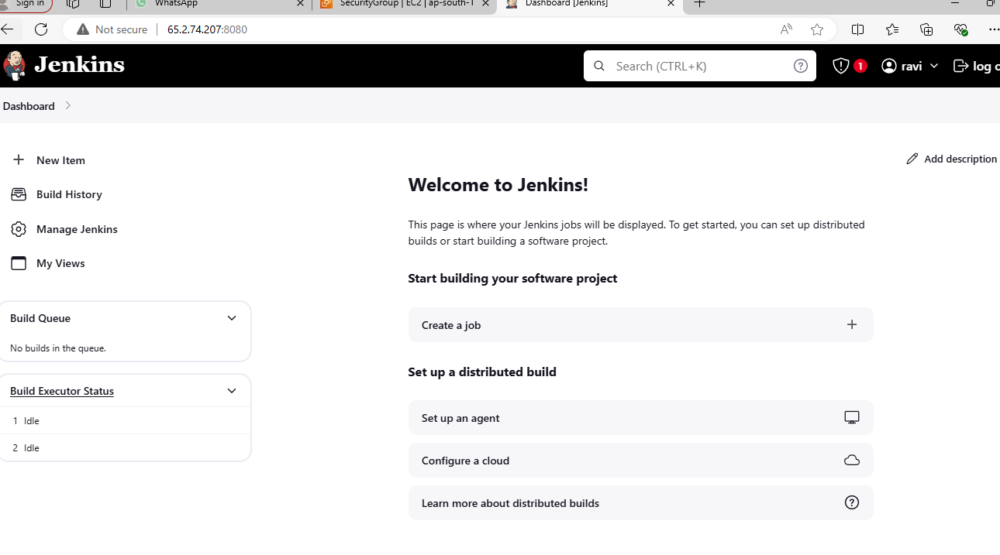 Sign in
WhatsApp
SecurityGroup | EC2 | ap-south-1
Dashboard [Jenkins]
Not secure
65.2.74.207:8080
Jenkins
Search (CTRL+K)
1
ravi
log o
Dashboard
New Item
Build History
Manage Jenkins
My Views
Build Queue
No builds in the queue.
Build Executor Status
1 Idle
2 Idle
Add description
Welcome to Jenkins!
This page is where your Jenkins jobs will be displayed. To get started, you can set up distributed
builds or start building a software project.
Start building your software project
Create a job
Set up a distributed build
Set up an agent
Configure a cloud
Learn more about distributed builds